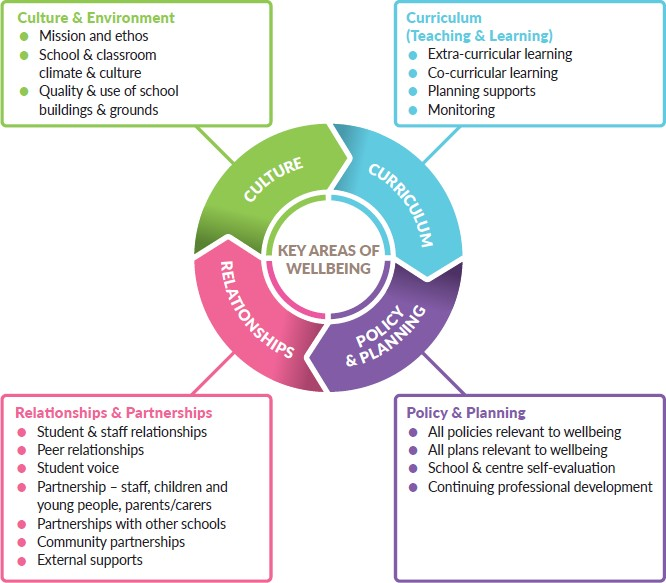 Culture & Environment
Mission and ethos
School & classroom
climate & culture
Quality & use of school
buildings & grounds
Curriculum
(Teaching & Learning)
Extra-curricular learning
Co-curricular learning
Planning supports
Monitoring
CULTURE
CURRICULUM
KEY AREAS OF
WELLBEING
RELATIONSHIPS
POLICY
& PLANNING
Relationships & Partnerships
Student & staff relationships
Peer relationships
Student voice
Partnership – staff, children and
young people, parents/carers
Partnerships with other schools
Community partnerships
External supports
Policy & Planning
All policies relevant to wellbeing
All plans relevant to wellbeing
School & centre self-evaluation
Continuing professional development